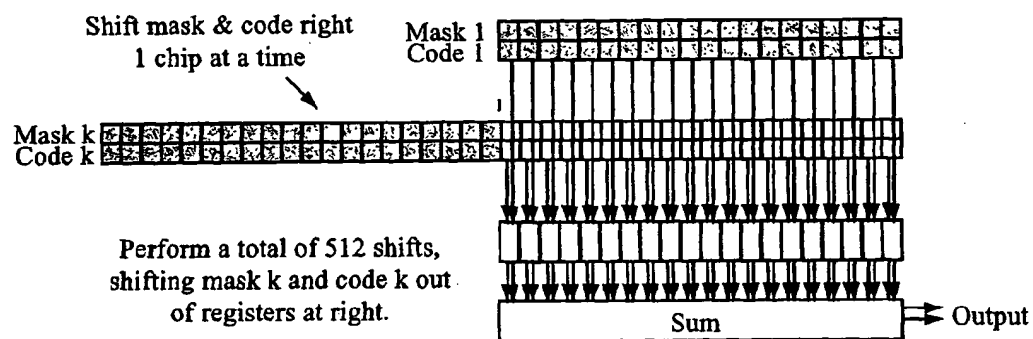 Shift mask & code right
1 chip at a time
Mask 1
Code 1
Mask k
Code k
Perform a total of 512 shifts,
shifting mask k and code k out
of registers at right.
Sum
Output